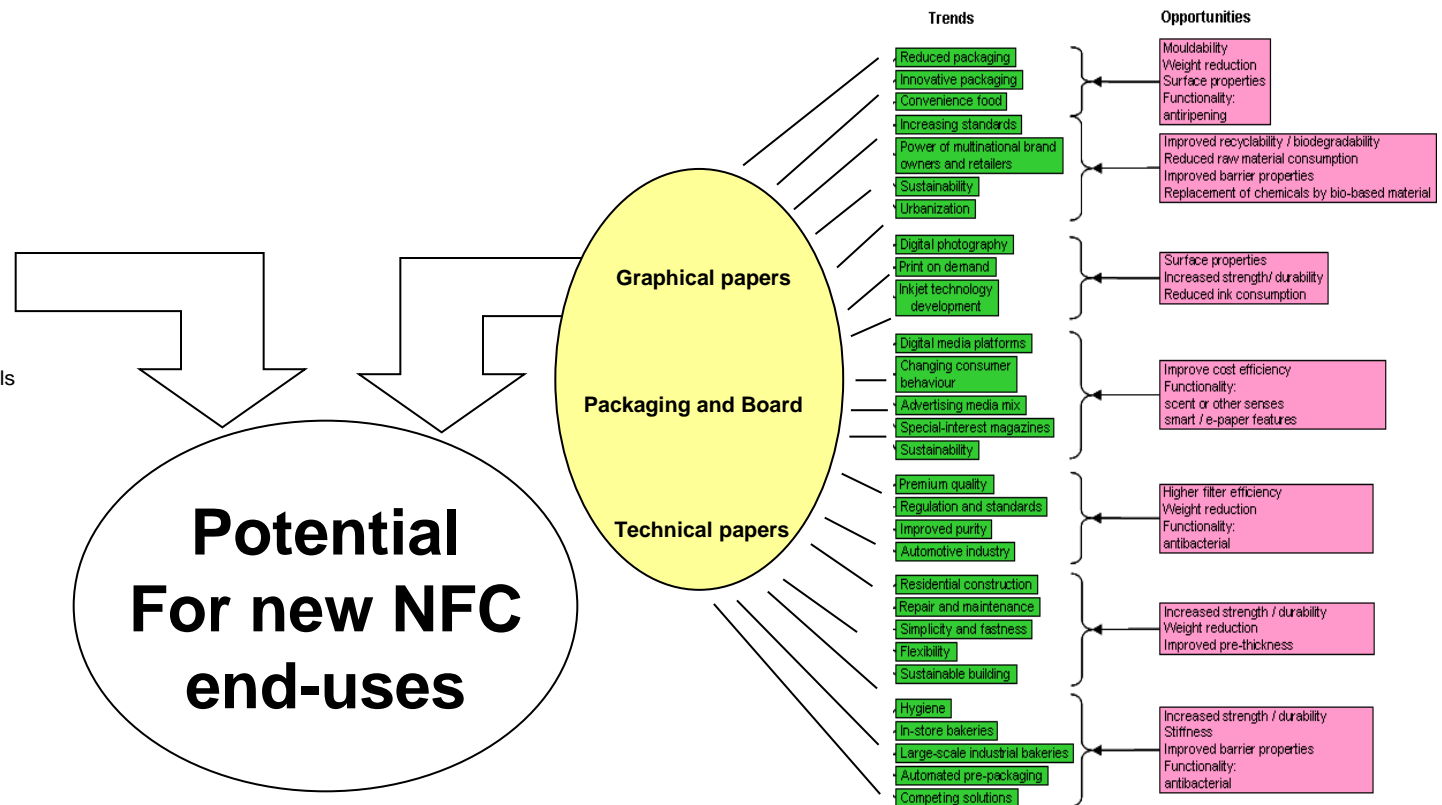 Trends
Opportunities
Reduced packaging
Innovative packaging
Convenience food
Increasing standards
Power of multinational brand
owners and retailers
Sustainability
Urbanization
Mouldability
Weight reduction
Surface properties
Functionality:
antiripening
Improved recyclability / biodegradability
Reduced raw material consumption
Improved barrier properties
Replacement of chemicals by bio-based material
Digital photography
Print on demand
Inkjet technology
development
Surface properties
Increased strength/ durability
Reduced ink consumption
Digital media platforms
Changing consumer
behaviour
Advertising media mix
Special-interest magazines
Sustainability
Improve cost efficiency
Functionality:
scent or other senses
smart / e-paper features
Premium quality
Regulation and standards
Improved purity
Automotive industry
Higher filter efficiency
Weight reduction
Functionality:
antibacterial
Residential construction
Repair and maintenance
Simplicity and fastness
Flexibility
Sustainable building
Increased strength / durability
Weight reduction
Improved pre-thickness
Hygiene
In-store bakeries
Large-scale industrial bakeries
Automated pre-packaging
Competing solutions
Increased strength / durability
Stiffness
Improved barrier properties
Functionality:
antibacterial
Graphical papers
Packaging and Board
Technical papers
ls
Potential
For new NFC
end-uses